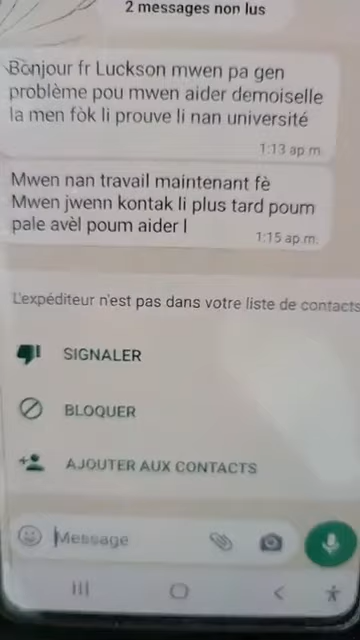 2 messages non lus
Bonjour fr Luckson mwen pa gen
problème pou mwen aider demoiselle
la men fòk li prouve li nan université
1:13 ap.m.
Mwen nan travail maintenant fè
Mwen jwenn kontak li plus tard poum
pale avèl poum aider l
1:15 ap.m.
L'expéditeur n'est pas dans votre liste de contacts
SIGNALER
BLOQUER
AJOUTER AUX CONTACTS
Message